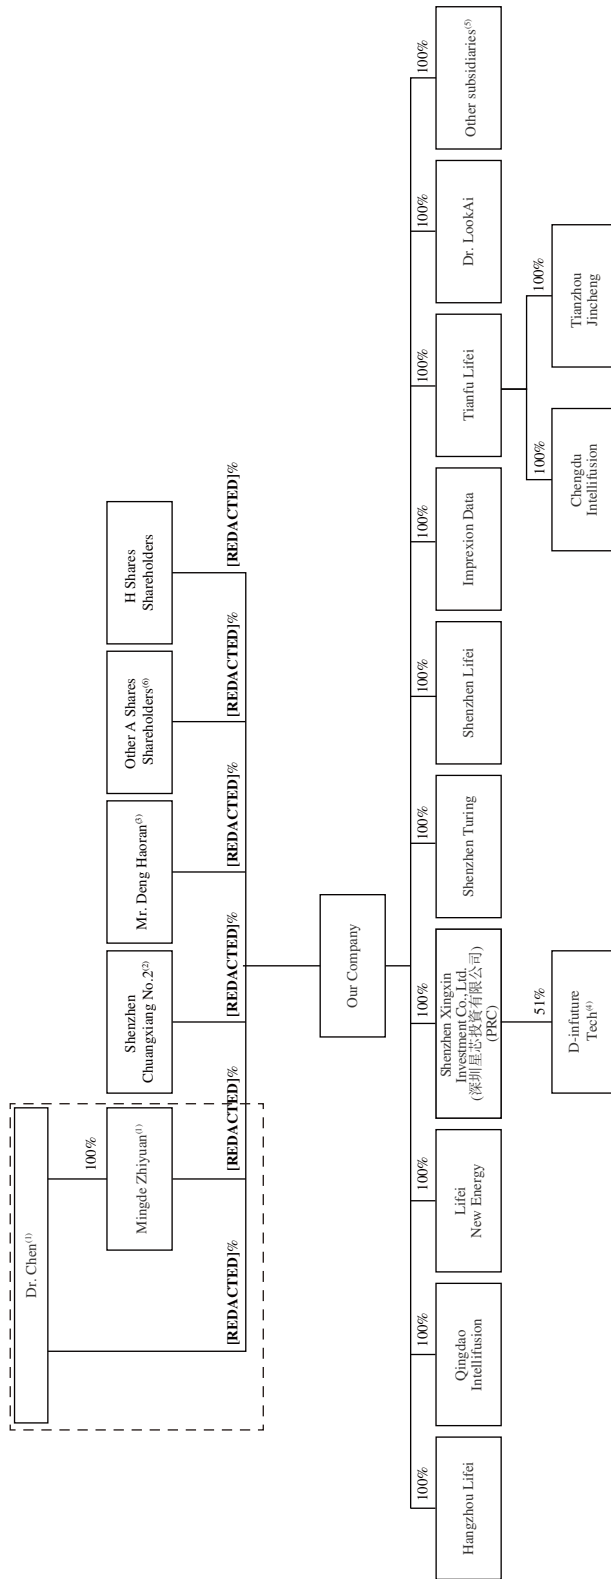 Dr. Chen(1)
100%
Mingde Zhiyuan(1)
Shenzhen
Chuangxiang No.2(2)
Mr. Deng Haoran(3)
Other A Shares
Shareholders(6)
H Shares
Shareholders
[REDACTED]%
[REDACTED]%
[REDACTED]%
[REDACTED]%
[REDACTED]%
[REDACTED]%
Our Company
100%
100%
100%
100%
100%
100%
100%
100%
100%
100%
Hangzhou Lifei
Qingdao
Intellifusion
Lifei
New Energy
Shenzhen Xingxin
Investment Co., Ltd.
(深圳星芯投資有限公司)
(PRC)
Shenzhen Turing
Shenzhen Lifei
Imprexion Data
Tianfu Lifei
Dr. LookAi
Other subsidiaries(5)
51%
100%
100%
D-infuture
Tech(4)
Chengdu
Intellifusion
Tianzhou
Jincheng